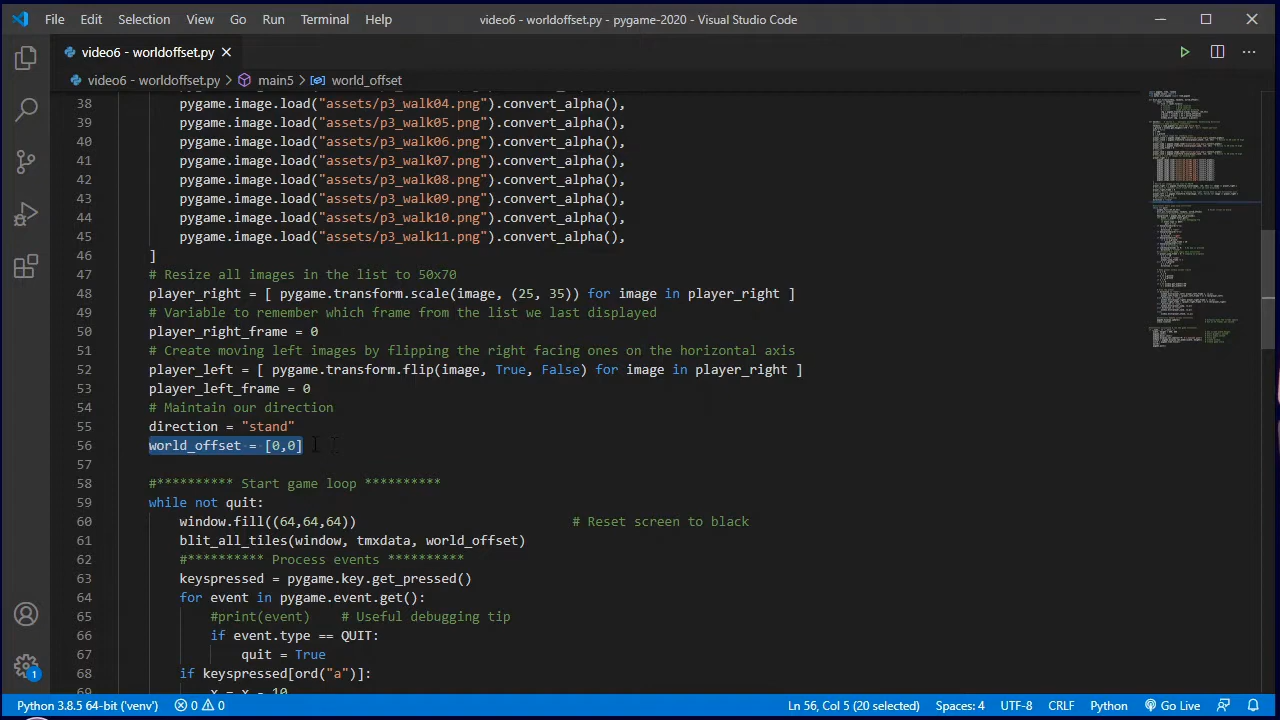 File Edit Selection View Go Run Terminal Help video6 - worldoffset.py - pygame-2020 - Visual Studio Code
video6 - worldoffset.py
video6 - worldoffset.py > main5 > world_offset
38 pygame.image.load("assets/p3_walk04.png").convert_alpha(),
39 pygame.image.load("assets/p3_walk05.png").convert_alpha(),
40 pygame.image.load("assets/p3_walk06.png").convert_alpha(),
41 pygame.image.load("assets/p3_walk07.png").convert_alpha(),
42 pygame.image.load("assets/p3_walk08.png").convert_alpha(),
43 pygame.image.load("assets/p3_walk09.png").convert_alpha(),
44 pygame.image.load("assets/p3_walk10.png").convert_alpha(),
45 pygame.image.load("assets/p3_walk11.png").convert_alpha(),
46 ]
47 # Resize all images in the list to 50x70
48 player_right = [ pygame.transform.scale(image, (25, 35)) for image in player_right ]
49 # Variable to remember which frame from the list we last displayed
50 player_right_frame = 0
51 # Create moving left images by flipping the right facing ones on the horizontal axis
52 player_left = [ pygame.transform.flip(image, True, False) for image in player_right ]
53 player_left_frame = 0
54 # Maintain our direction
55 direction = "stand"
56 world_offset = [0,0]
57
58 #********** Start game loop **********
59 while not quit:
60 window.fill((64,64,64)) # Reset screen to black
61 blit_all_tiles(window, tmxdata, world_offset)
62 #********** Process events **********
63 keyspressed = pygame.key.get_pressed()
64 for event in pygame.event.get():
65 #print(event) # Useful debugging tip
66 if event.type == QUIT:
67 quit = True
68 if keyspressed[ord("a")]:
69 x = x - 10
1
Python 3.8.5 64-bit ('venv') 0 0 Ln 56, Col 5 (20 selected) Spaces: 4 UTF-8 CRLF Python Go Live